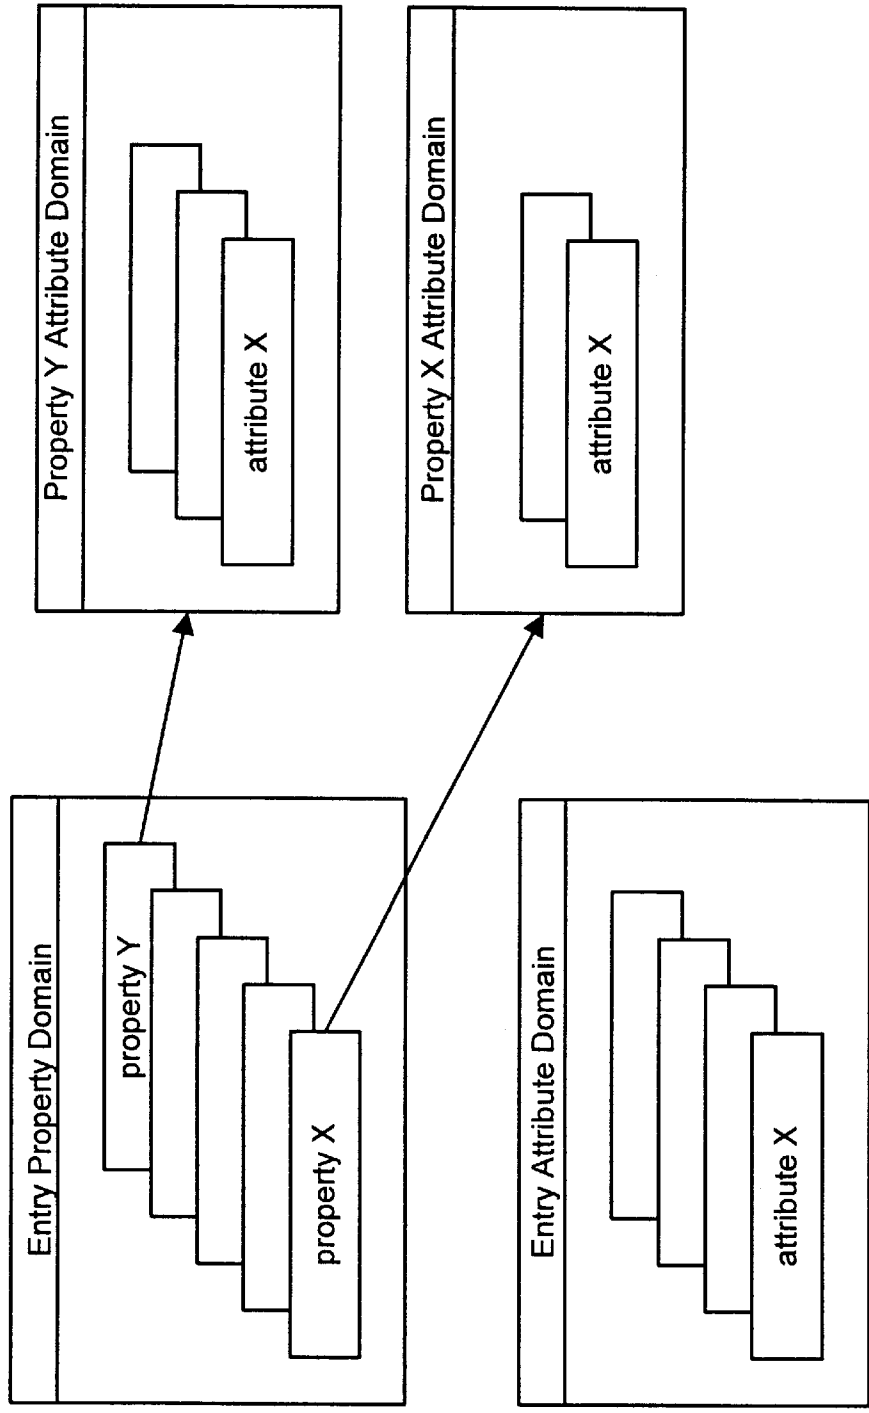 Entry Property Domain
property Y
property X
Property Y Attribute Domain
attribute X
Entry Attribute Domain
attribute X
Property X Attribute Domain
attribute X